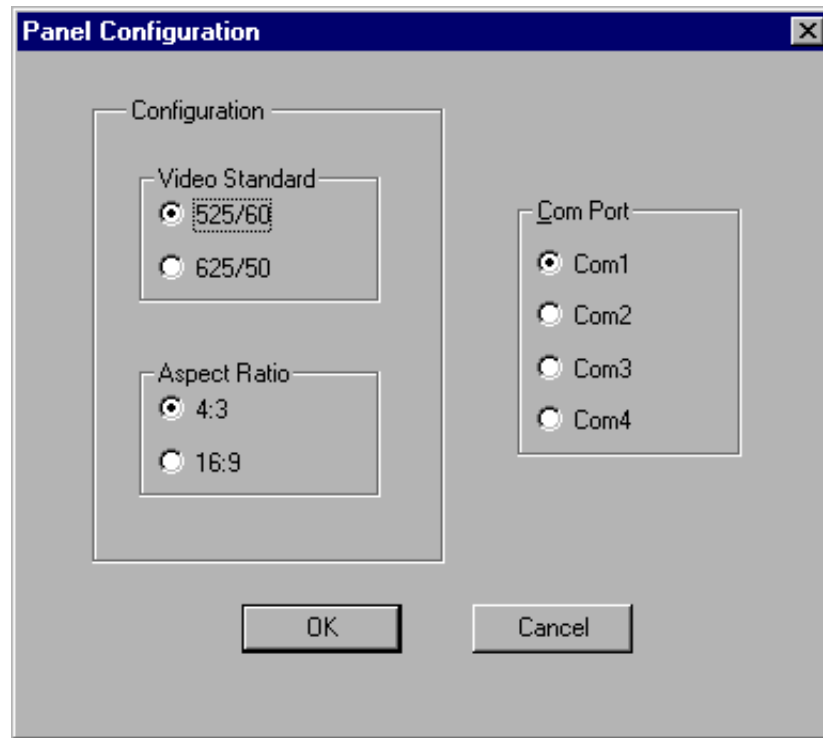 Panel Configuration
Configuration
Video Standard
525/60
625/50
Aspect Ratio
4:3
16:9
Com Port
Com1
Com2
Com3
Com4
OK
Cancel